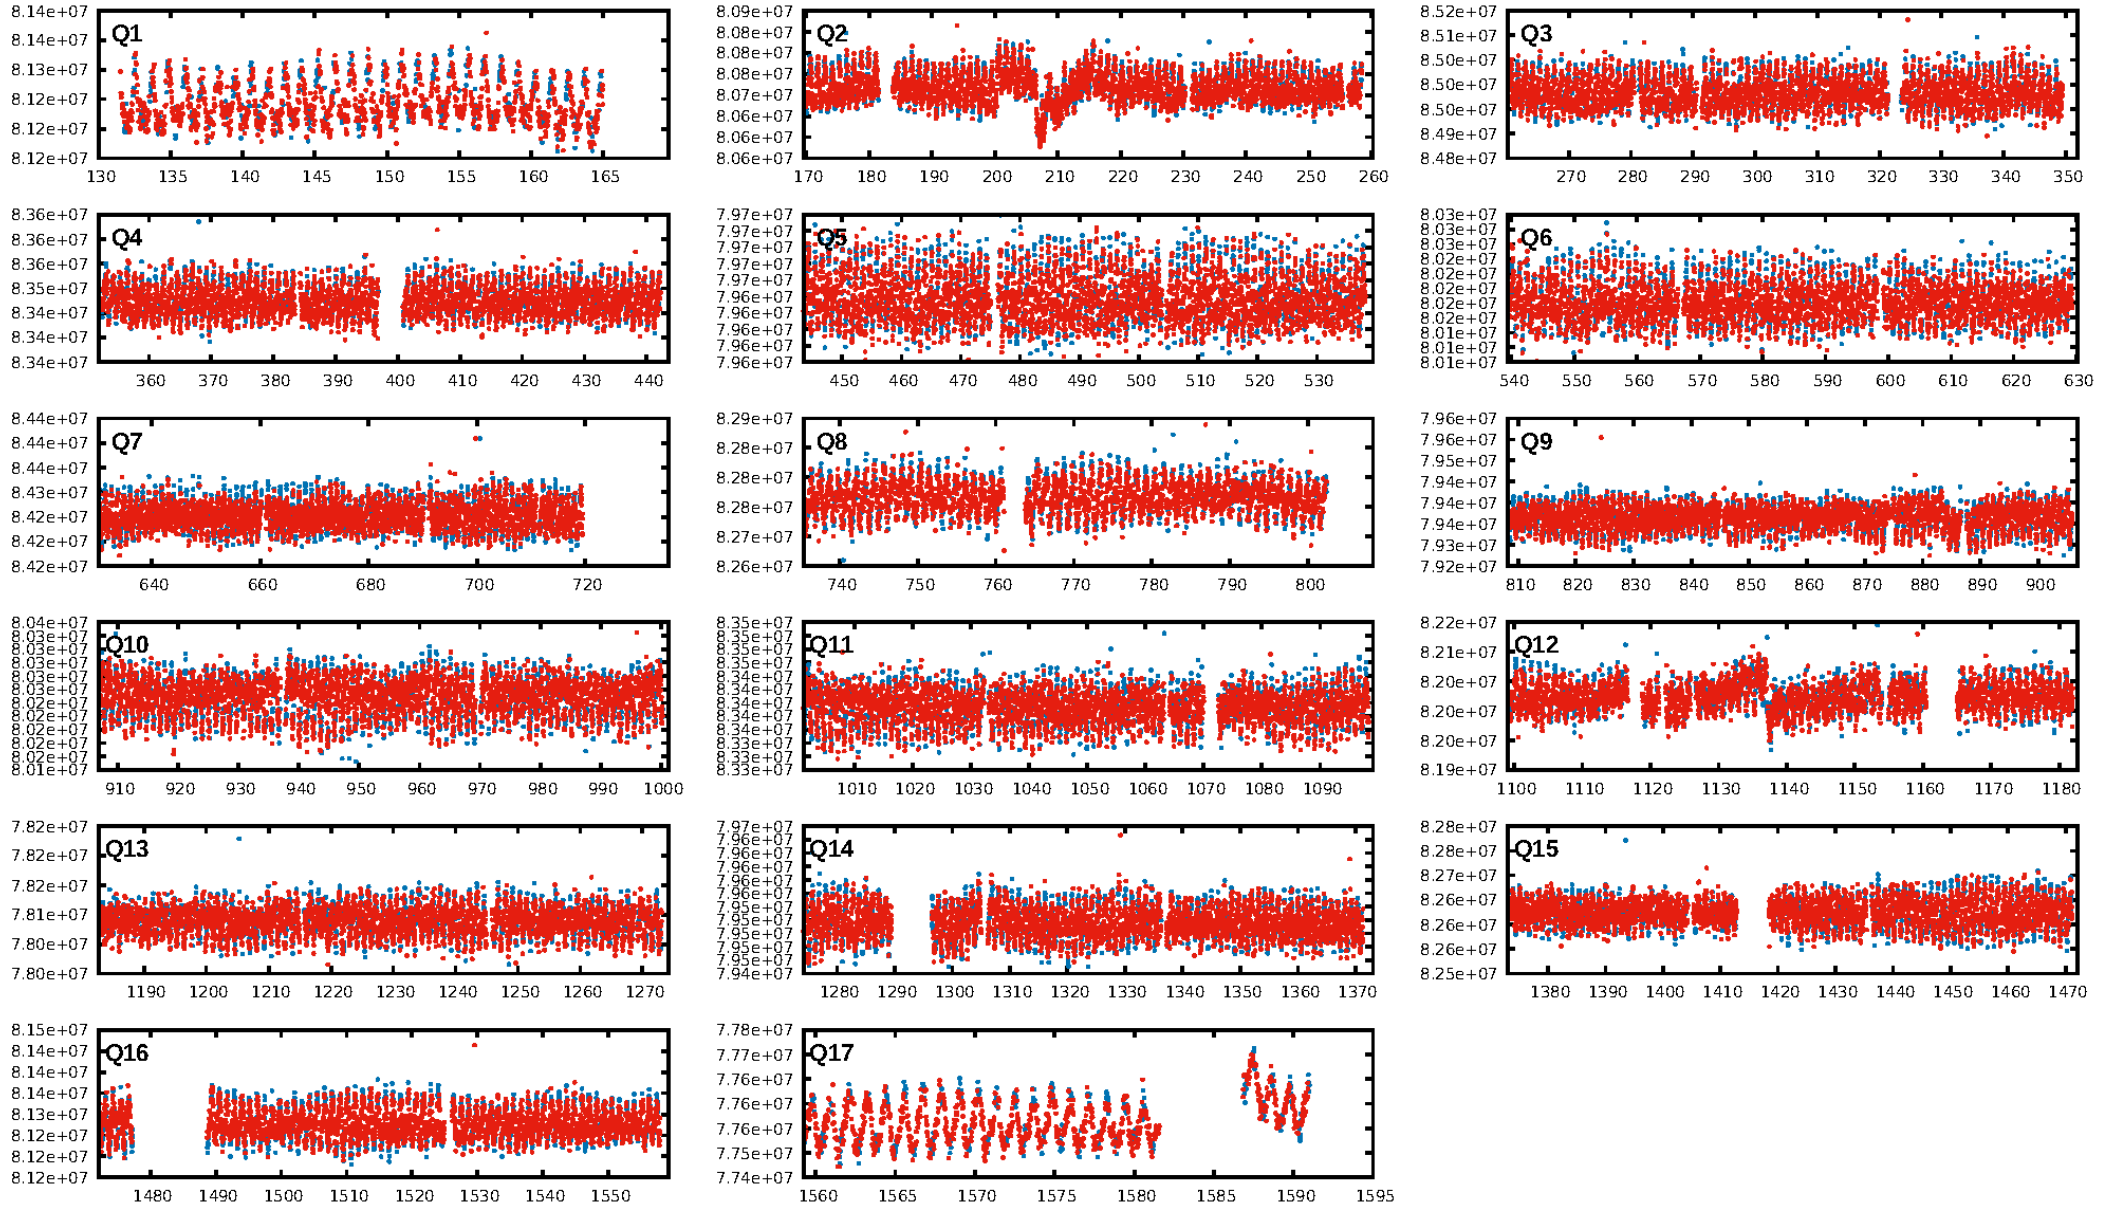 8.14e+07
8.14e+07
8.13e+07
8.12e+07
8.12e+07
8.12e+07
Q1
130 135 140 145 150 155 160 165
8.09e+07
8.08e+07
8.08e+07
8.08e+07
8.07e+07
8.06e+07
8.06e+07
8.06e+07
Q2
170 180 190 200 210 220 230 240 250 260
8.52e+07
8.51e+07
8.50e+07
8.50e+07
8.50e+07
8.49e+07
8.48e+07
Q3
270 280 290 300 310 320 330 340 350
8.36e+07
8.36e+07
8.36e+07
8.35e+07
8.34e+07
8.34e+07
8.34e+07
Q4
360 370 380 390 400 410 420 430 440
7.97e+07
7.97e+07
7.97e+07
7.97e+07
7.97e+07
7.96e+07
7.96e+07
7.96e+07
7.96e+07
7.96e+07
Q5
450 460 470 480 490 500 510 520 530
8.03e+07
8.03e+07
8.03e+07
8.02e+07
8.02e+07
8.02e+07
8.02e+07
8.02e+07
8.01e+07
8.01e+07
8.01e+07
Q6
540 550 560 570 580 590 600 610 620 630
8.44e+07
8.44e+07
8.44e+07
8.43e+07
8.42e+07
8.42e+07
8.42e+07
Q7
640 660 680 700 720
8.29e+07
8.28e+07
8.28e+07
8.28e+07
8.27e+07
8.26e+07
Q8
740 750 760 770 780 790 800
7.96e+07
7.96e+07
7.95e+07
7.94e+07
7.94e+07
7.94e+07
7.93e+07
7.92e+07
Q9
810 820 830 840 850 860 870 880 890 900
8.04e+07
8.03e+07
8.03e+07
8.03e+07
8.03e+07
8.03e+07
8.02e+07
8.02e+07
8.02e+07
8.02e+07
8.02e+07
8.01e+07
Q10
910 920 930 940 950 960 970 980 990 1000
8.35e+07
8.35e+07
8.35e+07
8.35e+07
8.34e+07
8.34e+07
8.34e+07
8.34e+07
8.34e+07
8.33e+07
8.33e+07
8.33e+07
Q11
1010 1020 1030 1040 1050 1060 1070 1080 1090
8.22e+07
8.21e+07
8.20e+07
8.20e+07
8.20e+07
8.19e+07
Q12
1100 1110 1120 1130 1140 1150 1160 1170 1180
7.82e+07
7.82e+07
7.82e+07
7.81e+07
7.80e+07
7.80e+07
Q13
1190 1200 1210 1220 1230 1240 1250 1260 1270
7.97e+07
7.96e+07
7.96e+07
7.96e+07
7.96e+07
7.96e+07
7.95e+07
7.95e+07
7.95e+07
7.95e+07
7.95e+07
7.94e+07
Q14
1280 1290 1300 1310 1320 1330 1340 1350 1360 1370
8.28e+07
8.28e+07
8.27e+07
8.26e+07
8.26e+07
8.26e+07
8.25e+07
Q15
1380 1390 1400 1410 1420 1430 1440 1450 1460 1470
8.15e+07
8.14e+07
8.14e+07
8.14e+07
8.13e+07
8.12e+07
8.12e+07
8.12e+07
Q16
1480 1490 1500 1510 1520 1530 1540 1550
7.78e+07
7.77e+07
7.76e+07
7.76e+07
7.76e+07
7.75e+07
7.74e+07
Q17
1560 1565 1570 1575 1580 1585 1590 1595